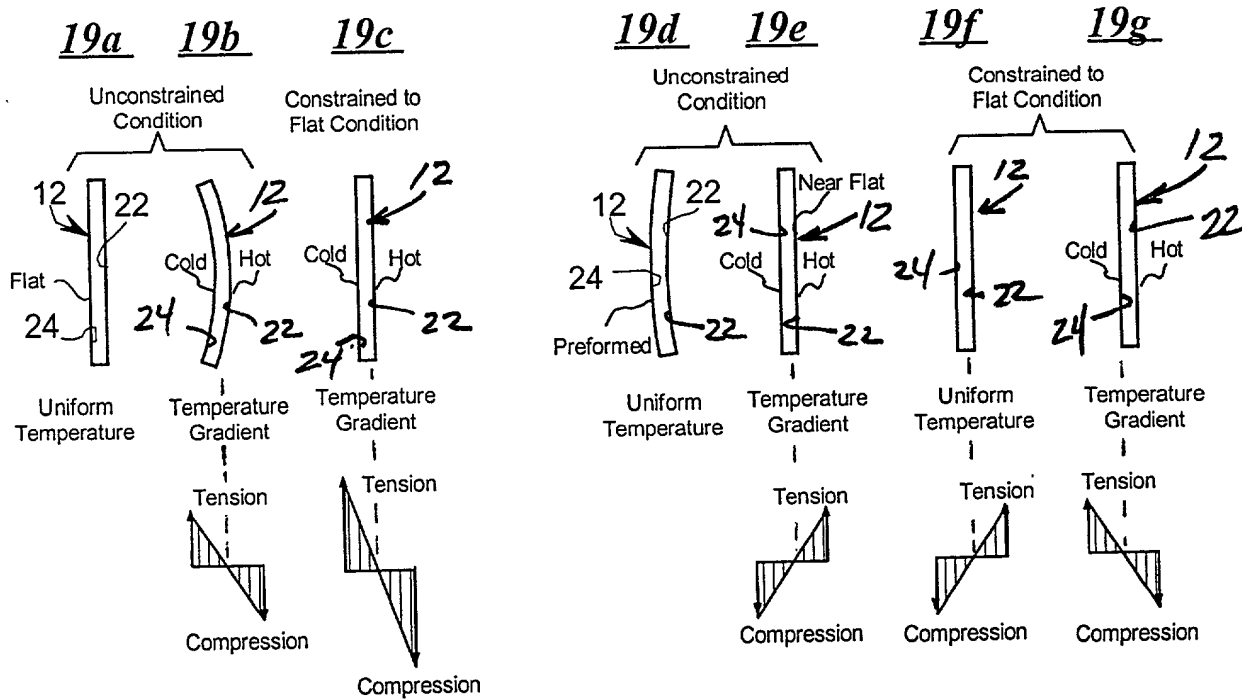 19a 19b 19c 19d 19e 19f 19g
Unconstrained
Condition
Constrained to
Flat Condition
Unconstrained
Condition
Constrained to
Flat Condition
12
22
Flat
24
12
Cold
Hot
24
22
12
Cold
Hot
22
24
12
22
24
Preformed
22
Near Flat
24
12
Cold
Hot
22
12
24
22
12
22
Cold
Hot
24
Uniform
Temperature
Temperature
Gradient
Temperature
Gradient
Uniform
Temperature
Temperature
Gradient
Uniform
Temperature
Temperature
Gradient
Tension
Compression
Tension
Compression
Tension
Compression
Tension
Compression
Tension
Compression